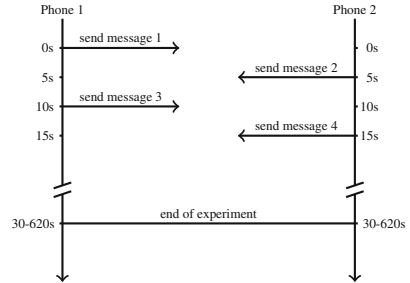 Phone 1 Phone 2
0s send message 1 0s
5s send message 2 5s
10s send message 3 10s
15s send message 4 15s
30-620s end of experiment 30-620s